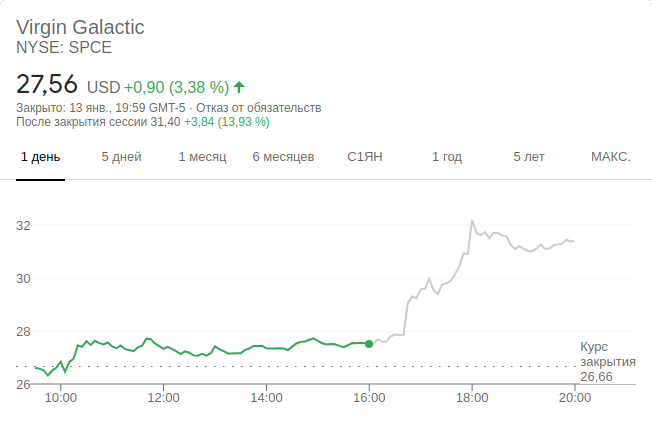 Virgin Galactic
NYSE: SPCE
27,56 USD +0,90 (3,38 %)
Закрыто: 13 янв., 19:59 GMT-5 · Отказ от обязательств
После закрытия сессии 31,40 +3,84 (13,93 %)
1 день 5 дней 1 месяц 6 месяцев С1ЯН 1 год 5 лет МАКС.
32
30
28
Курс
закрытия
26,66
26
10:00 12:00 14:00 16:00 18:00 20:00